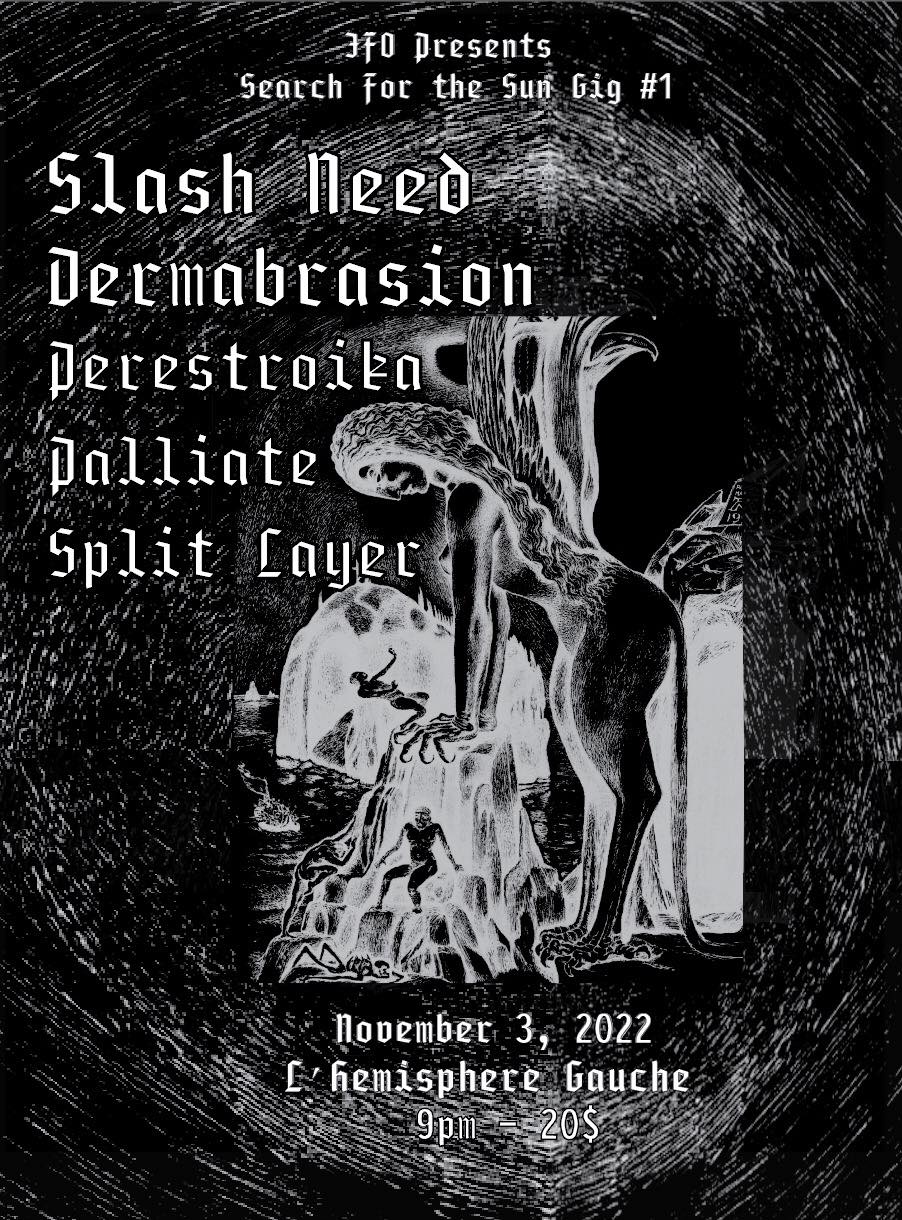 JFO Presents
Search For the Sun Gig #1
Slash Need
Dermabrasion
Perestroika
Palliate
Split Layer
November 3, 2022
L'Hemisphere Gauche
9pm - 20$